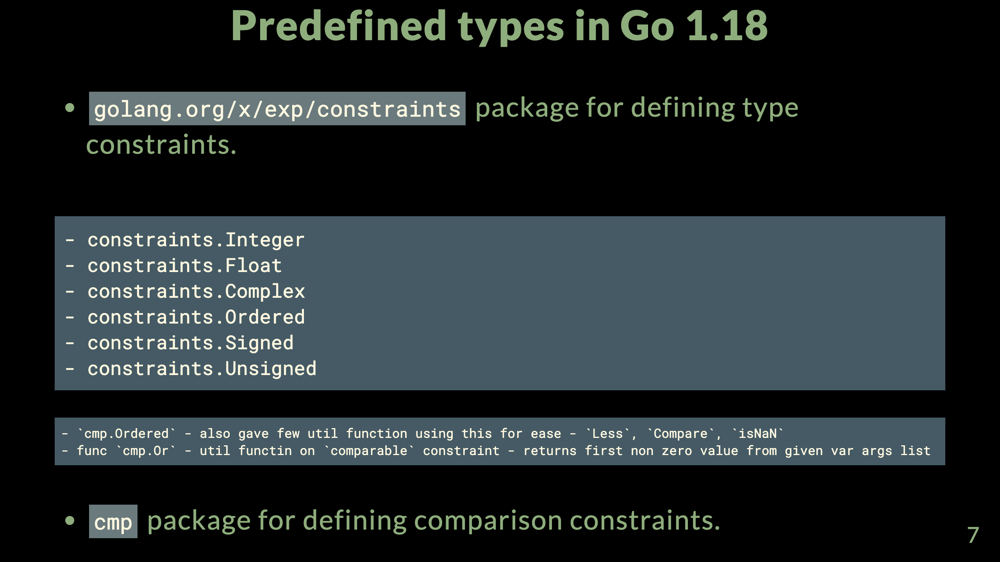 Predefined types in Go 1.18
• golang.org/x/exp/constraints package for defining type
constraints.
- constraints.Integer
- constraints.Float
- constraints.Complex
- constraints.Ordered
- constraints.Signed
- constraints.Unsigned
- `cmp.Ordered` - also gave few util function using this for ease - `Less`, `Compare`, `isNaN`
- func `cmp.Or` - util functin on `comparable` constraint - returns first non zero value from given var args list
• cmp package for defining comparison constraints.
7